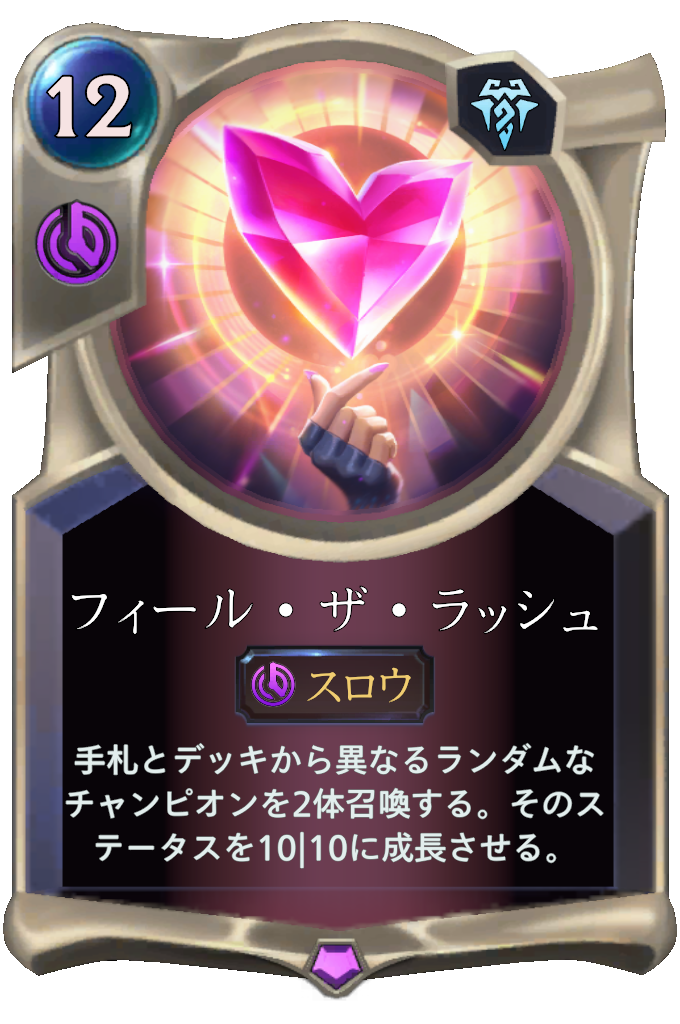 12
フィール・ザ・ラッシュ
スロウ
手札とデッキから異なるランダムな
チャンピオンを2体召喚する。そのス
テータスを10|10に成長させる。